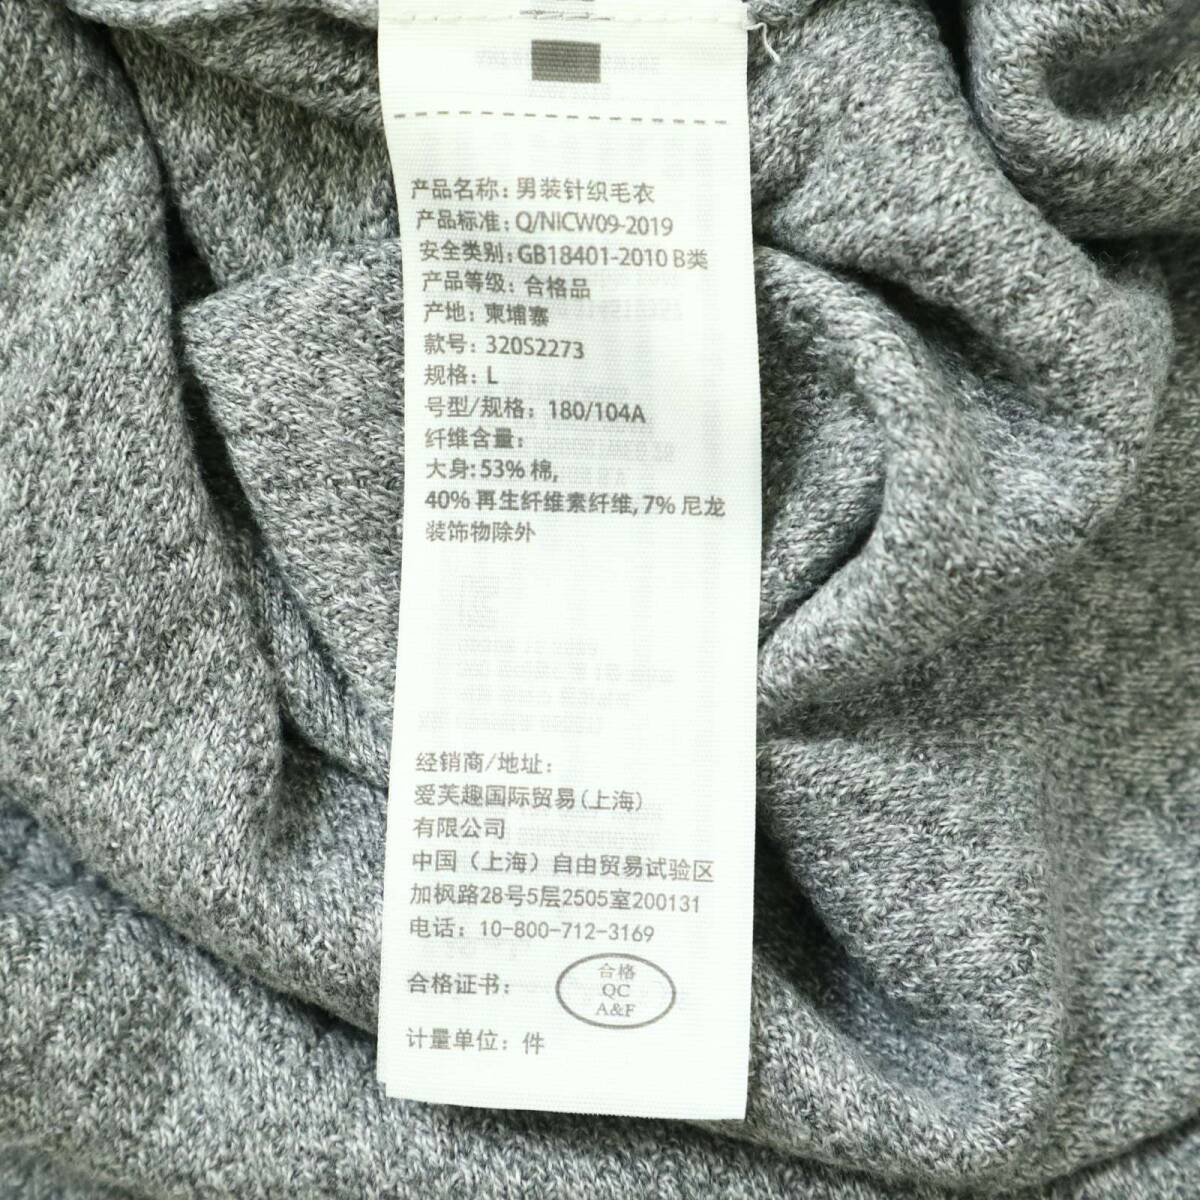 产品名称: 男装针织毛衣
产品标准: Q/NICW09-2019
安全类别: GB18401-2010 B类
产品等级: 合格品
产地: 柬埔寨
款号: 320S2273
规格: L
号型/规格: 180/104A
纤维含量:
大身: 53% 棉,
40% 再生纤维素纤维, 7% 尼龙
装饰物除外
经销商/地址:
爱芙趣国际贸易(上海)
有限公司
中国（上海）自由贸易试验区
加枫路28号5层2505室200131
电话: 10-800-712-3169
合格证书:
合格
QC
A&F
计量单位: 件